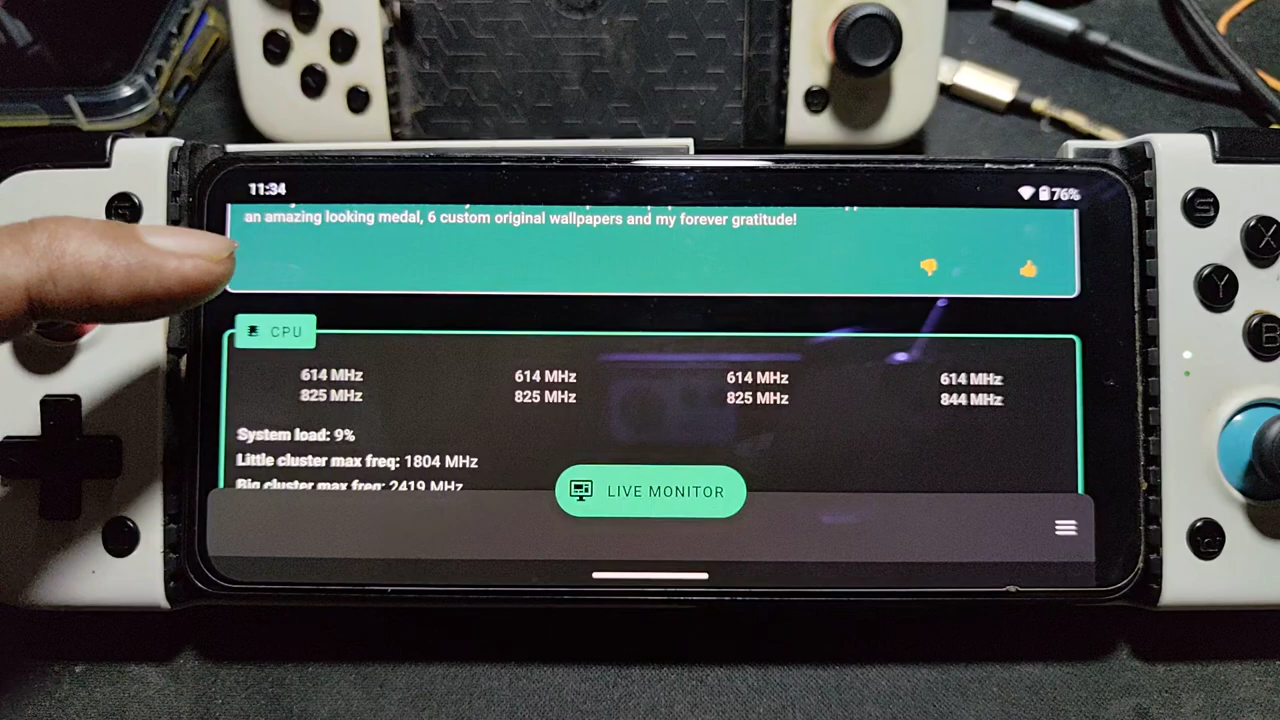 11:34
76%
an amazing looking medal, 6 custom original wallpapers and my forever gratitude!
CPU
614 MHz 614 MHz 614 MHz 614 MHz
825 MHz 825 MHz 825 MHz 844 MHz
System load: 9%
Little cluster max freq: 1804 MHz
Big cluster max freq: 2419 MHz
LIVE MONITOR
S
X
Y
B